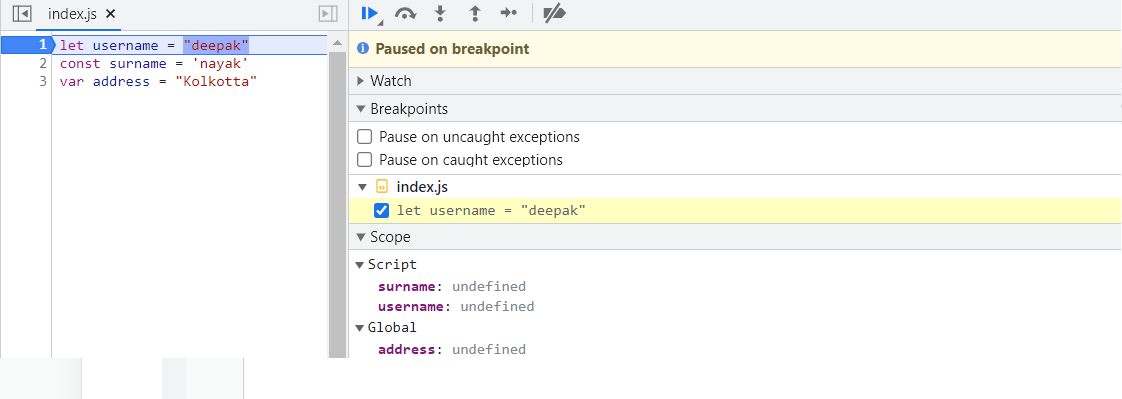 index.js ✕
1 let username = "deepak"
2 const surname = 'nayak'
3 var address = "Kolkotta"
Paused on breakpoint
Watch
Breakpoints
Pause on uncaught exceptions
Pause on caught exceptions
index.js
let username = "deepak"
Scope
Script
surname: undefined
username: undefined
Global
address: undefined